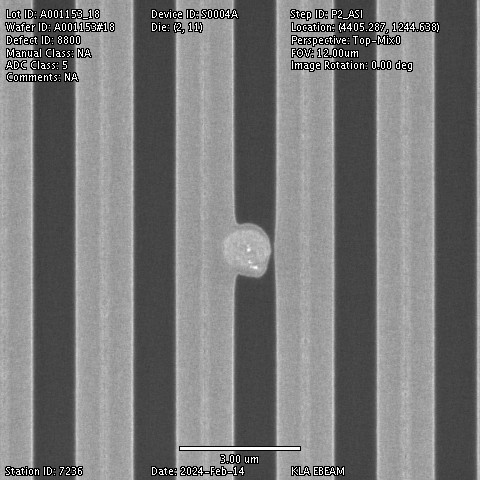 Lot ID: A001153_18
Wafer ID: A001153#18
Defect ID: 8800
Manual Class: NA
ADC Class: 5
Comments: NA
Device ID: S0004A
Die: (2, 11)
Step ID: P2_ASI
Location: (4405.287, 1244.638)
Perspective: Top-Mix0
FOV: 12.00um
Image Rotation: 0.00 deg
3.00 um
Station ID: 7236
Date: 2024-Feb-14
KLA EBEAM